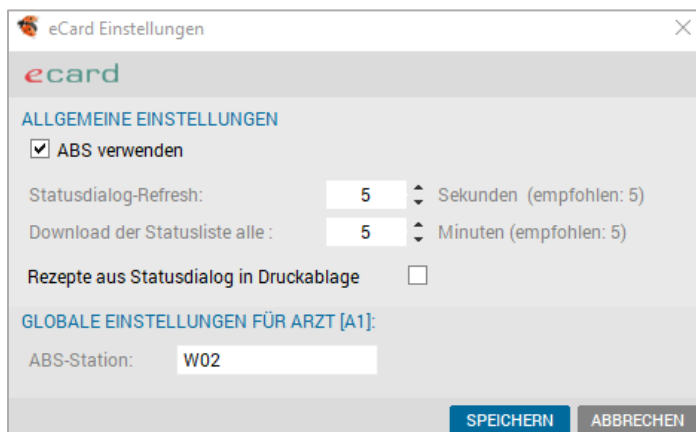 eCard Einstellungen
ecard
ALLGEMEINE EINSTELLUNGEN
ABS verwenden
Statusdialog-Refresh: 5 Sekunden (empfohlen: 5)
Download der Statusliste alle : 5 Minuten (empfohlen: 5)
Rezepte aus Statusdialog in Druckablage
GLOBALE EINSTELLUNGEN FÜR ARZT [A1]:
ABS-Station: W02
SPEICHERN ABBRECHEN